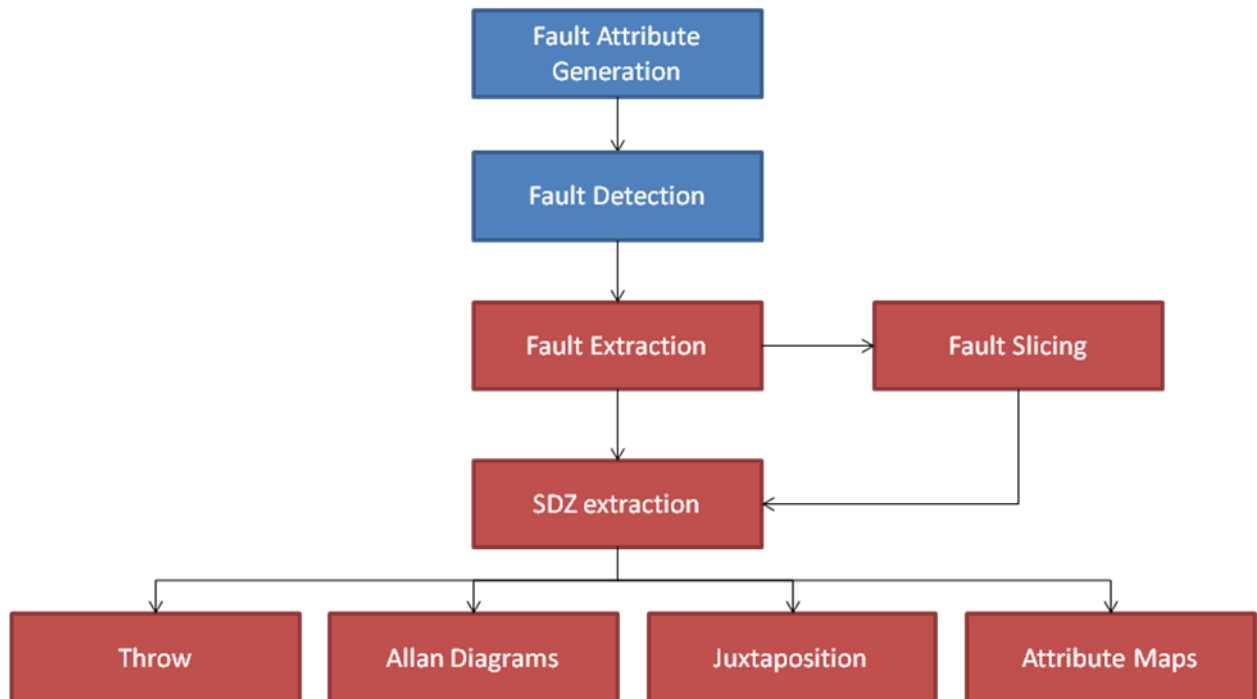 Fault Attribute
Generation
Fault Detection
Fault Extraction
Fault Slicing
SDZ extraction
Throw
Allan Diagrams
Juxtaposition
Attribute Maps